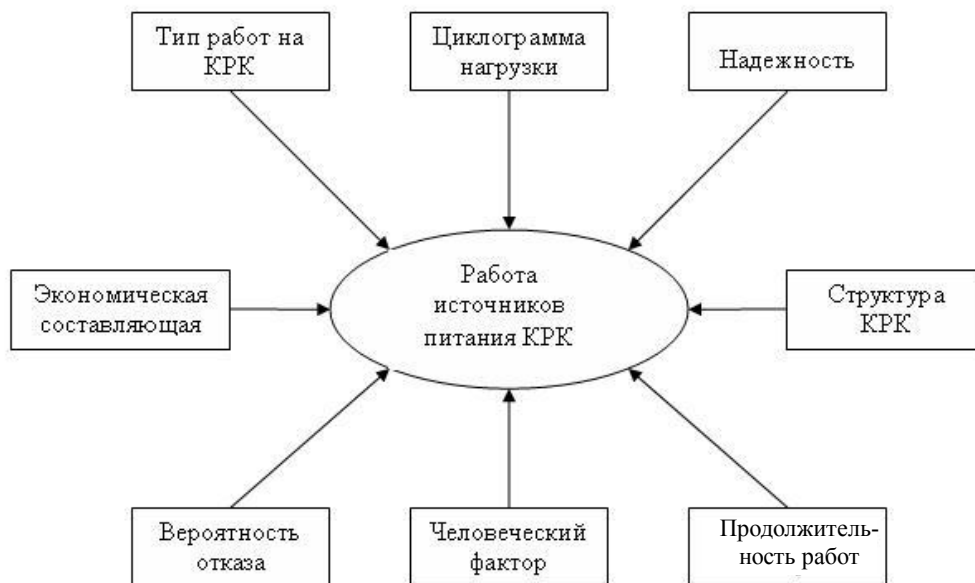 Тип работ на
КРК
Циклограмма
нагрузки
Надежность
Экономическая
составляющая
Работа
источников
питания КРК
Структура
КРК
Вероятность
отказа
Человеческий
фактор
Продолжитель-
ность работ